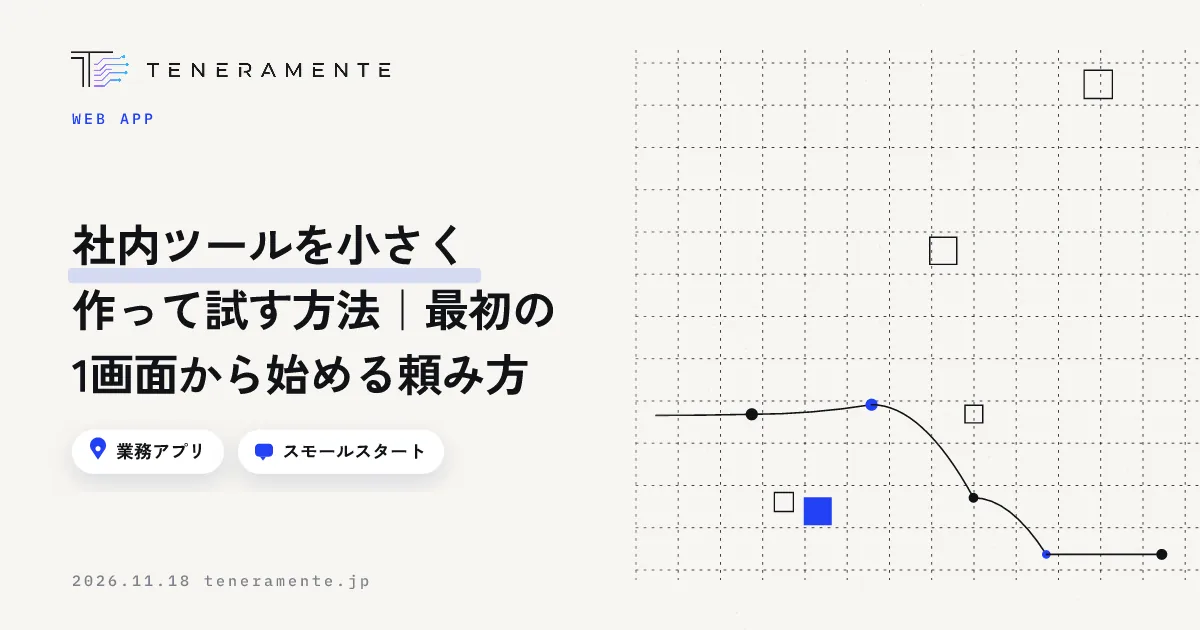 TENERAMENTE
WEB APP
社内ツールを小さく
作って試す方法｜最初の
1画面から始める頼み方
業務アプリ
スモールスタート
2026.11.18 teneramente.jp